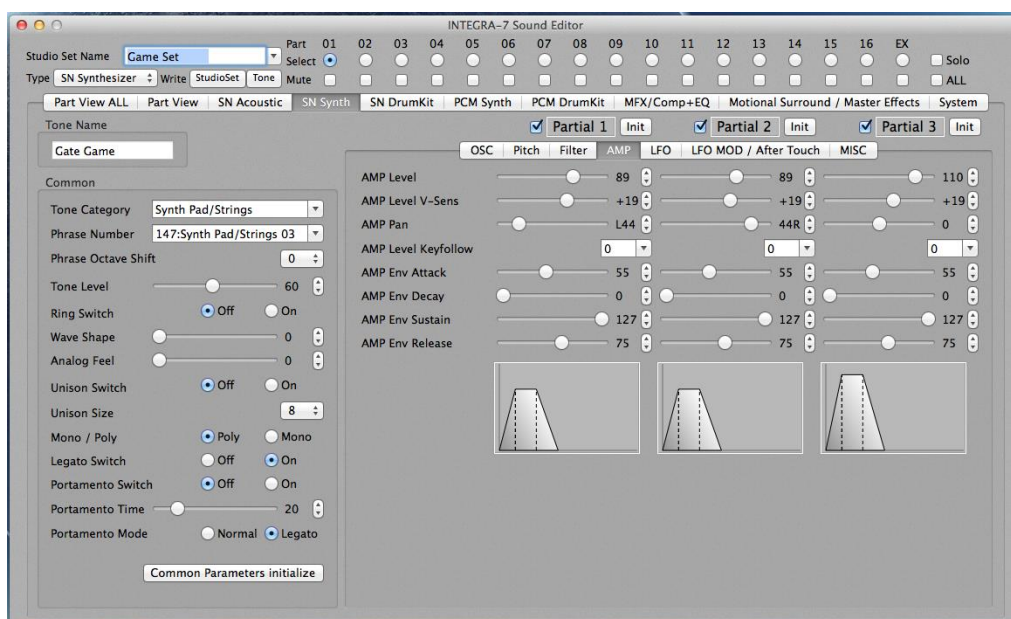 INTEGRA-7 Sound Editor
Studio Set Name Game Set Part 01 02 03 04 05 06 07 08 09 10 11 12 13 14 15 16 EX
Select Solo
Type SN Synthesizer Write StudioSet Tone Mute ALL
Part View ALL Part View SN Acoustic SN Synth SN DrumKit PCM Synth PCM DrumKit MFX/Comp+EQ Motional Surround / Master Effects System
Tone Name Partial 1 Init Partial 2 Init Partial 3 Init
Gate Game OSC Pitch Filter AMP LFO LFO MOD / After Touch MISC
Common
AMP Level 89 89 110
AMP Level V-Sens +19 +19 +19
AMP Pan L44 44R 0
AMP Level Keyfollow 0 0 0
AMP Env Attack 55 55 55
AMP Env Decay 0 0 0
AMP Env Sustain 127 127 127
AMP Env Release 75 75 75
Tone Category Synth Pad/Strings
Phrase Number 147:Synth Pad/Strings 03
Phrase Octave Shift 0
Tone Level 60
Ring Switch Off On
Wave Shape 0
Analog Feel 0
Unison Switch Off On
Unison Size 8
Mono / Poly Poly Mono
Legato Switch Off On
Portamento Switch Off On
Portamento Time 20
Portamento Mode Normal Legato
Common Parameters initialize